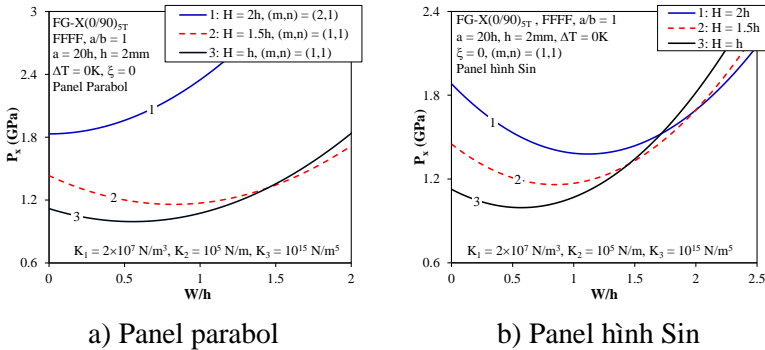 FG-X(0/90)5T
FFFF, a/b = 1
a = 20h, h = 2mm
ΔT = 0K, ξ = 0
Panel Parabol
1: H = 2h, (m,n) = (2,1)
2: H = 1.5h, (m,n) = (1,1)
3: H = h, (m,n) = (1,1)
3
2.4
1.8
1.2
0.6
Px (GPa)
1
2
3
K1 = 2×10^7 N/m^3, K2 = 10^5 N/m, K3 = 10^15 N/m^5
0
0.5
1
1.5
2
W/h
a) Panel parabol
FG-X(0/90)5T , FFFF, a/b = 1
a = 20h, h = 2mm, ΔT = 0K
ξ = 0, (m,n) = (1,1)
Panel hình Sin
1: H = 2h
2: H = 1.5h
3: H = h
2.4
1.8
1.2
0.6
Px (GPa)
1
2
3
K1 = 2×10^7 N/m^3, K2 = 10^5 N/m, K3 = 10^15 N/m^5
0
0.5
1
1.5
2
2.5
W/h
b) Panel hình Sin